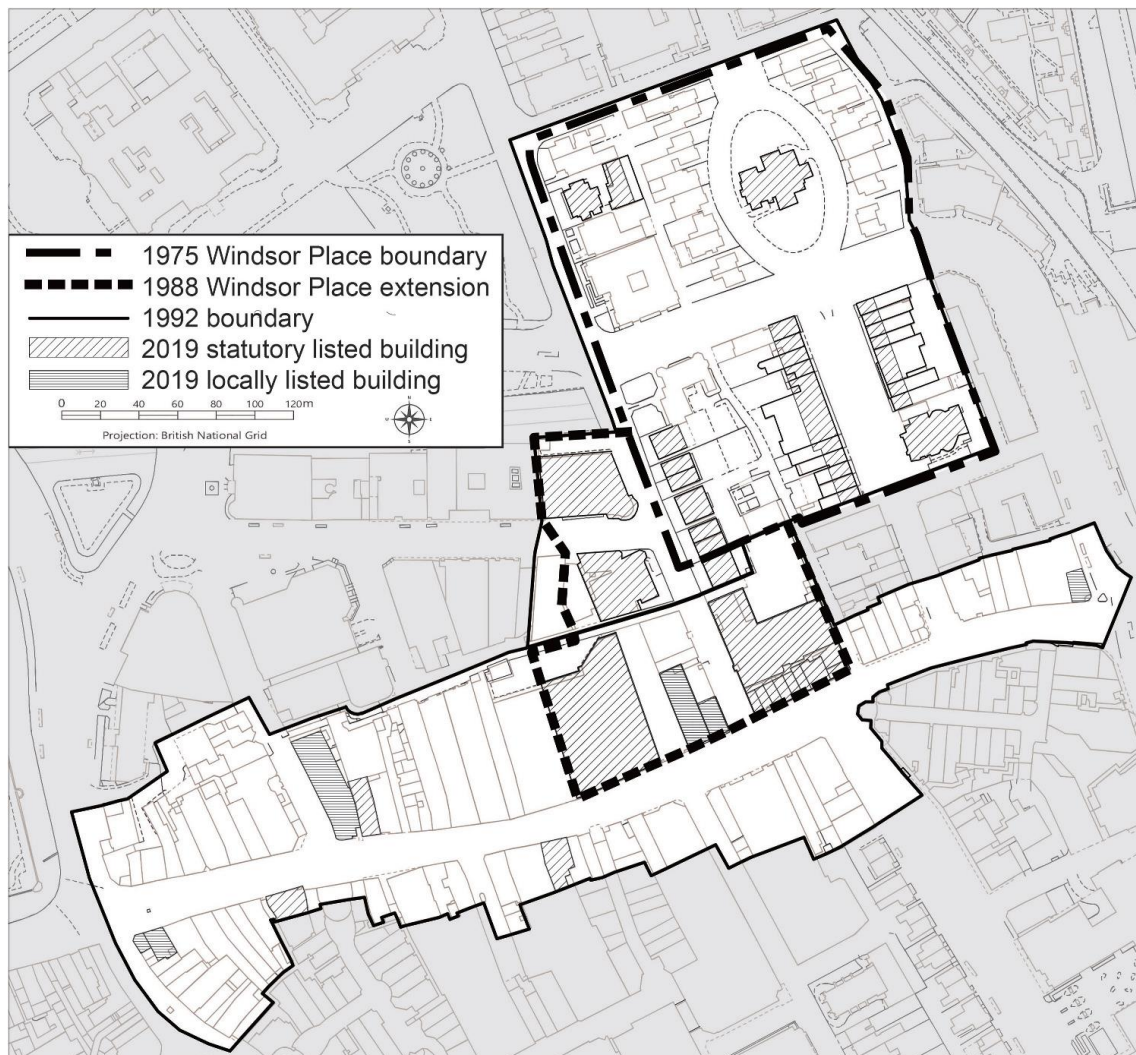 1975 Windsor Place boundary
1988 Windsor Place extension
1992 boundary
2019 statutory listed building
2019 locally listed building
0 20 40 60 80 100 120m
Projection: British National Grid